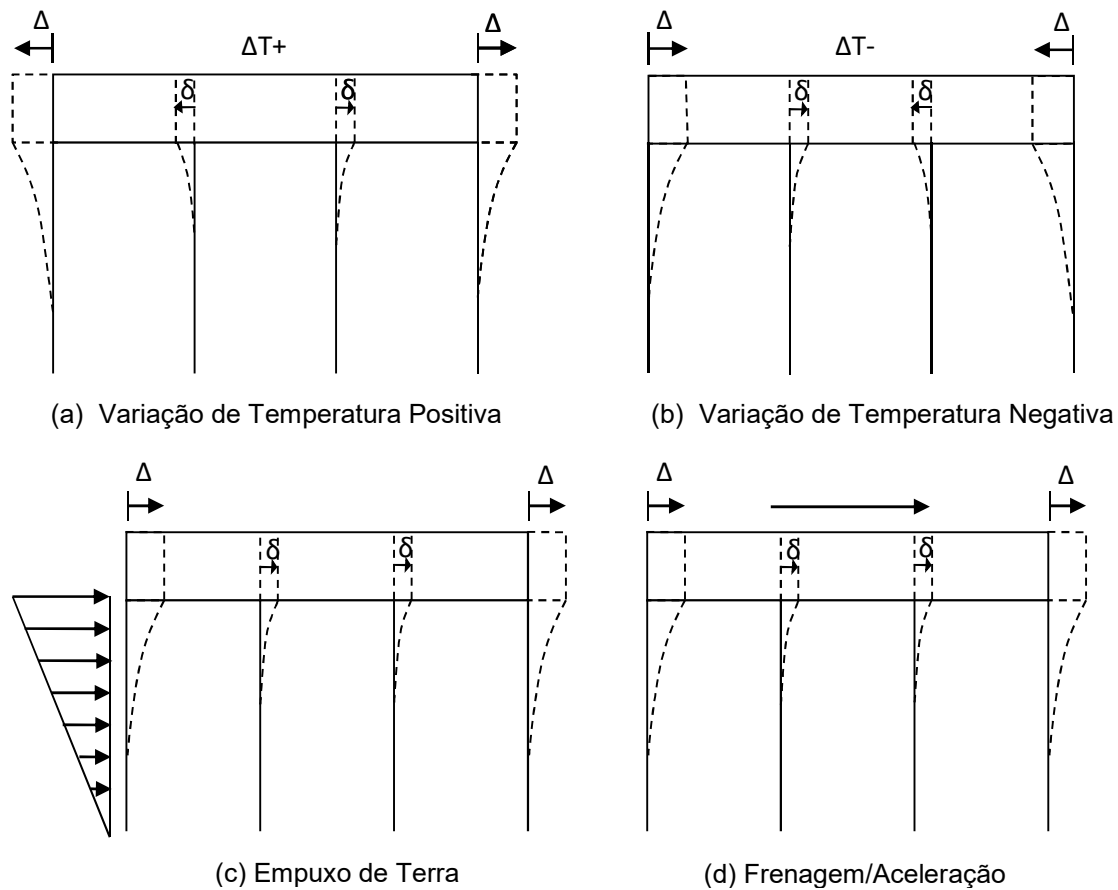 Δ Δ
ΔT+
δ δ
(a) Variação de Temperatura Positiva
Δ Δ
ΔT-
δ δ
(b) Variação de Temperatura Negativa
Δ Δ
δ δ
(c) Empuxo de Terra
Δ Δ
δ δ
(d) Frenagem/Aceleração